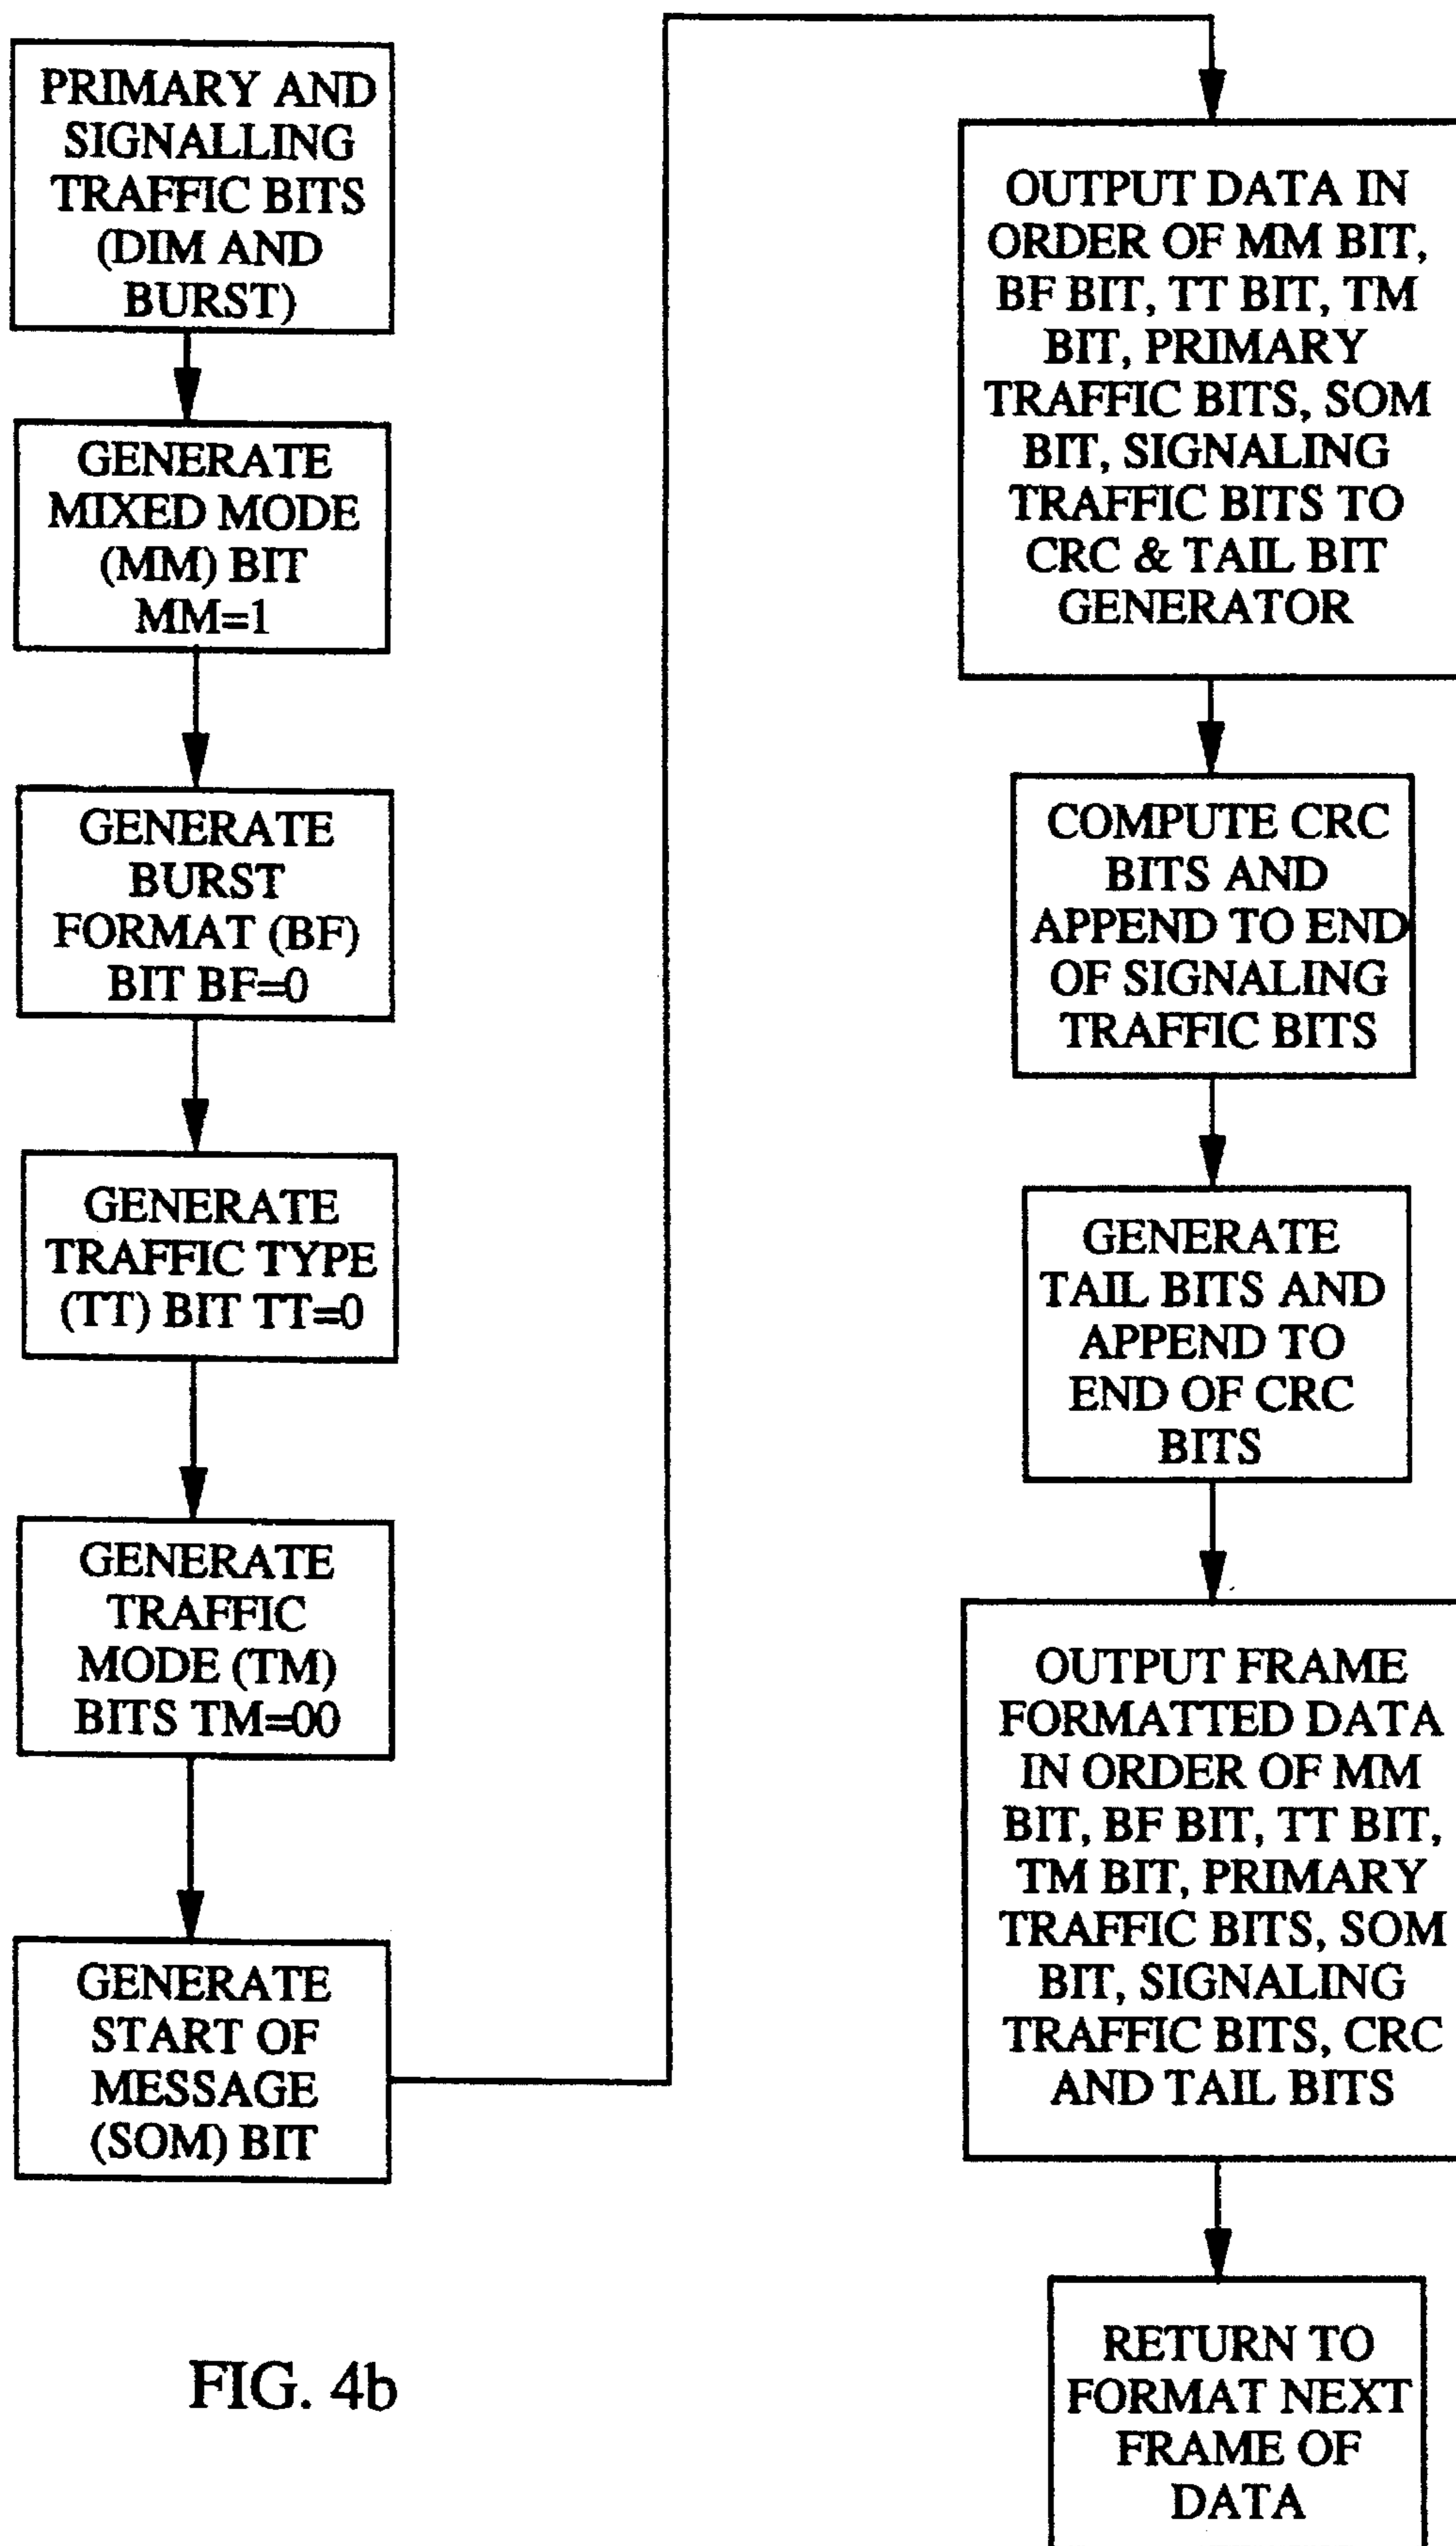 PRIMARY AND
SIGNALLING
TRAFFIC BITS
(DIM AND
BURST)
GENERATE
MIXED MODE
(MM) BIT
MM=1
GENERATE
BURST
FORMAT (BF)
BIT BF=0
GENERATE
TRAFFIC TYPE
(TT) BIT TT=0
GENERATE
TRAFFIC
MODE (TM)
BITS TM=00
GENERATE
START OF
MESSAGE
(SOM) BIT
OUTPUT DATA IN
ORDER OF MM BIT,
BF BIT, TT BIT, TM
BIT, PRIMARY
TRAFFIC BITS, SOM
BIT, SIGNALING
TRAFFIC BITS TO
CRC & TAIL BIT
GENERATOR
COMPUTE CRC
BITS AND
APPEND TO END
OF SIGNALING
TRAFFIC BITS
GENERATE
TAIL BITS AND
APPEND TO
END OF CRC
BITS
OUTPUT FRAME
FORMATTED DATA
IN ORDER OF MM
BIT, BF BIT, TT BIT,
TM BIT, PRIMARY
TRAFFIC BITS, SOM
BIT, SIGNALING
TRAFFIC BITS, CRC
AND TAIL BITS
RETURN TO
FORMAT NEXT
FRAME OF
DATA
FIG. 4b